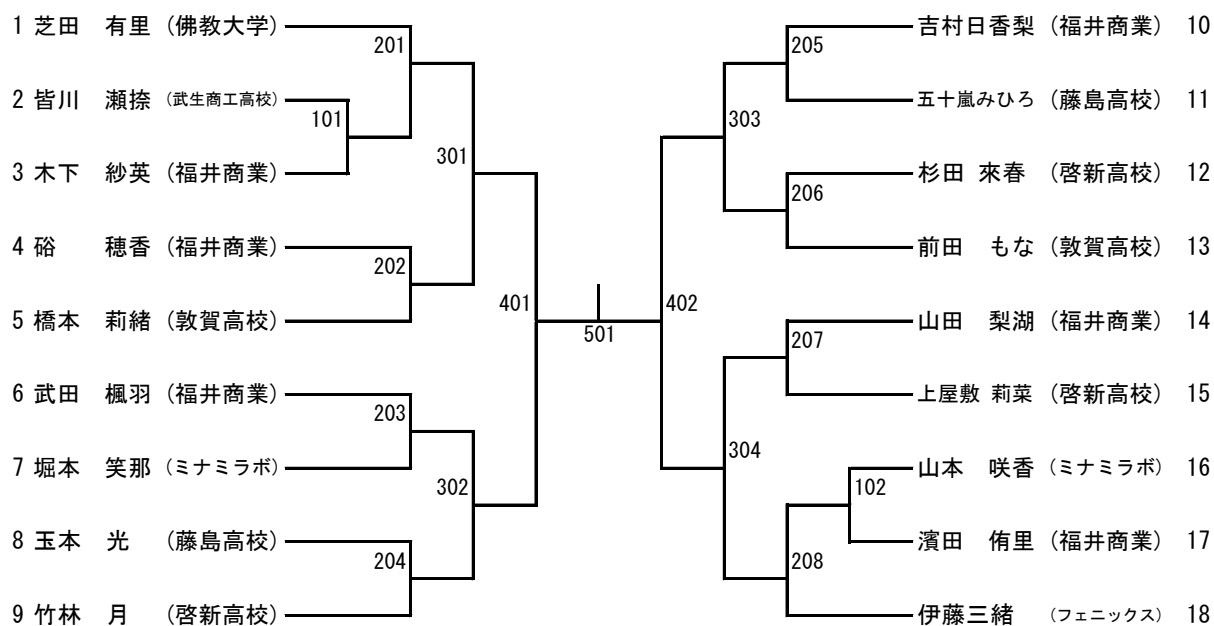 1 芝田　有里 (佛教大学)
201
2 皆川　瀬捺 (武生商工高校)
101
3 木下　紗英 (福井商業)
301
4 硲　穂香 (福井商業)
202
5 橋本　莉緒 (敦賀高校)
401
6 武田　楓羽 (福井商業)
203
7 堀本　笑那 (ミナミラボ)
302
8 玉本　光 (藤島高校)
204
9 竹林　月 (啓新高校)
501
吉村日香梨 (福井商業) 10
205
五十嵐みひろ (藤島高校) 11
303
杉田 來春 (啓新高校) 12
206
前田　もな (敦賀高校) 13
402
山田　梨湖 (福井商業) 14
207
上屋敷 莉菜 (啓新高校) 15
304
山本　咲香 (ミナミラボ) 16
102
濱田　侑里 (福井商業) 17
208
伊藤三緒 (フェニックス) 18